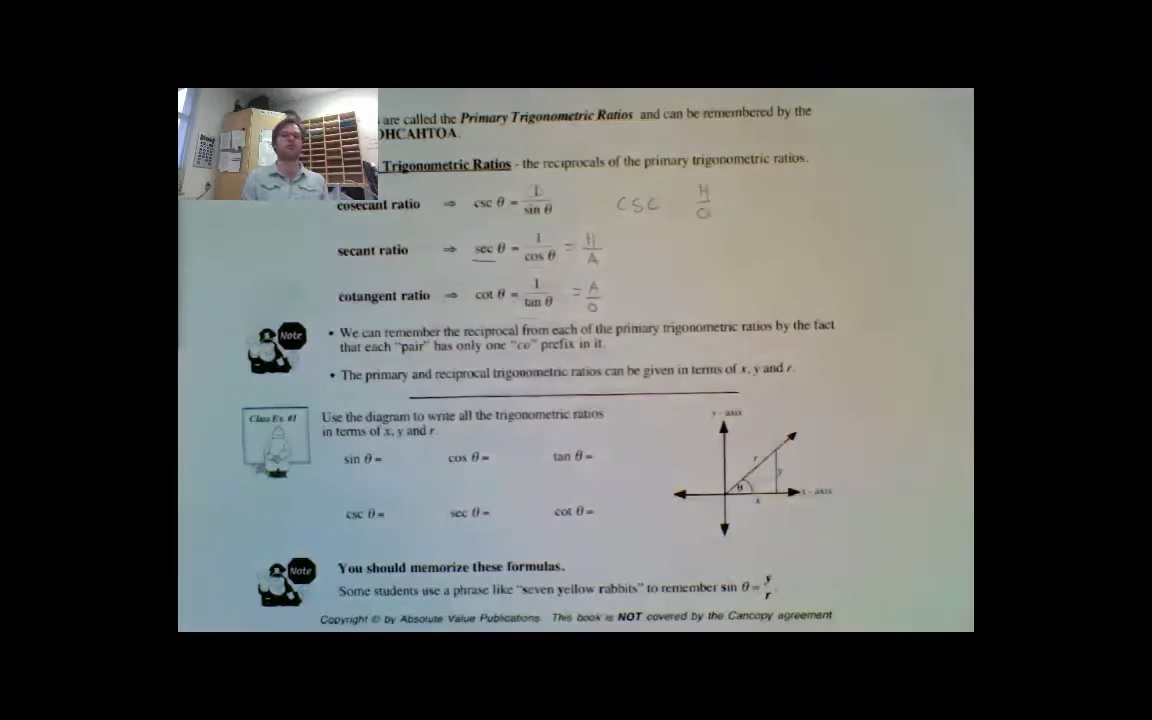 are called the Primary Trigonometric Ratios and can be remembered by the
OHCAHTOA.
Trigonometric Ratios - the reciprocals of the primary trigonometric ratios.
cosecant ratio ⇒ csc θ = 1/sin θ CSC H/O
secant ratio ⇒ sec θ = 1/cos θ = H/A
cotangent ratio ⇒ cot θ = 1/tan θ = A/O
Note
• We can remember the reciprocal from each of the primary trigonometric ratios by the fact
that each "pair" has only one "co" prefix in it.
• The primary and reciprocal trigonometric ratios can be given in terms of x, y and r.
Class Ex. #1
Use the diagram to write all the trigonometric ratios
in terms of x, y and r.
sin θ = cos θ = tan θ =
csc θ = sec θ = cot θ =
y - axis
r
y
θ
x
x - axis
Note
You should memorize these formulas.
Some students use a phrase like "seven yellow rabbits" to remember sin θ = y/r.
Copyright © by Absolute Value Publications. This book is NOT covered by the Cancopy agreement